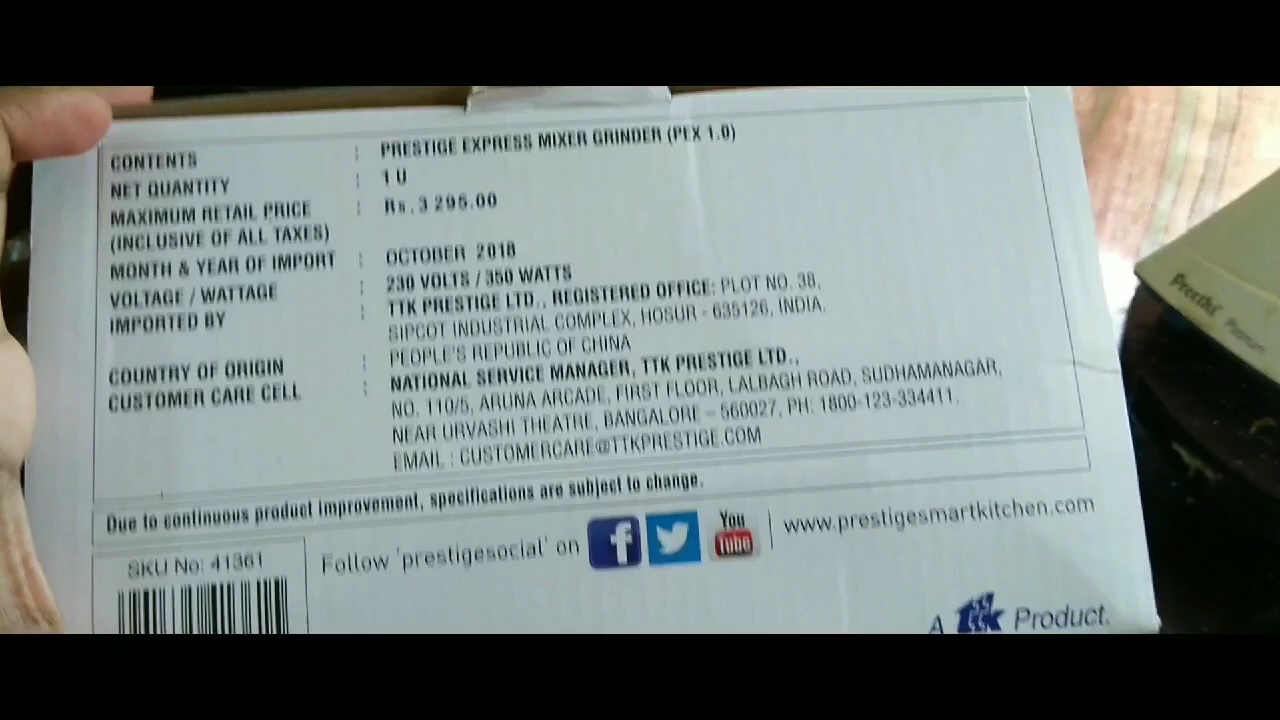 CONTENTS : PRESTIGE EXPRESS MIXER GRINDER (PEX 1.0)
NET QUANTITY : 1 U
MAXIMUM RETAIL PRICE : Rs. 3 295.00
(INCLUSIVE OF ALL TAXES)
MONTH & YEAR OF IMPORT : OCTOBER 2018
VOLTAGE / WATTAGE : 230 VOLTS / 350 WATTS
IMPORTED BY : TTK PRESTIGE LTD., REGISTERED OFFICE: PLOT NO. 38,
SIPCOT INDUSTRIAL COMPLEX, HOSUR - 635126, INDIA.
COUNTRY OF ORIGIN : PEOPLE'S REPUBLIC OF CHINA
CUSTOMER CARE CELL : NATIONAL SERVICE MANAGER, TTK PRESTIGE LTD.,
NO. 110/5, ARUNA ARCADE, FIRST FLOOR, LALBAGH ROAD, SUDHAMANAGAR,
NEAR URVASHI THEATRE, BANGALORE – 560027, PH: 1800-123-334411.
EMAIL : CUSTOMERCARE@TTKPRESTIGE.COM
Due to continuous product improvement, specifications are subject to change.
SKU No: 41361
Follow 'prestigesocial' on f You Tube www.prestigesmartkitchen.com
A ttk Product.
Preethi